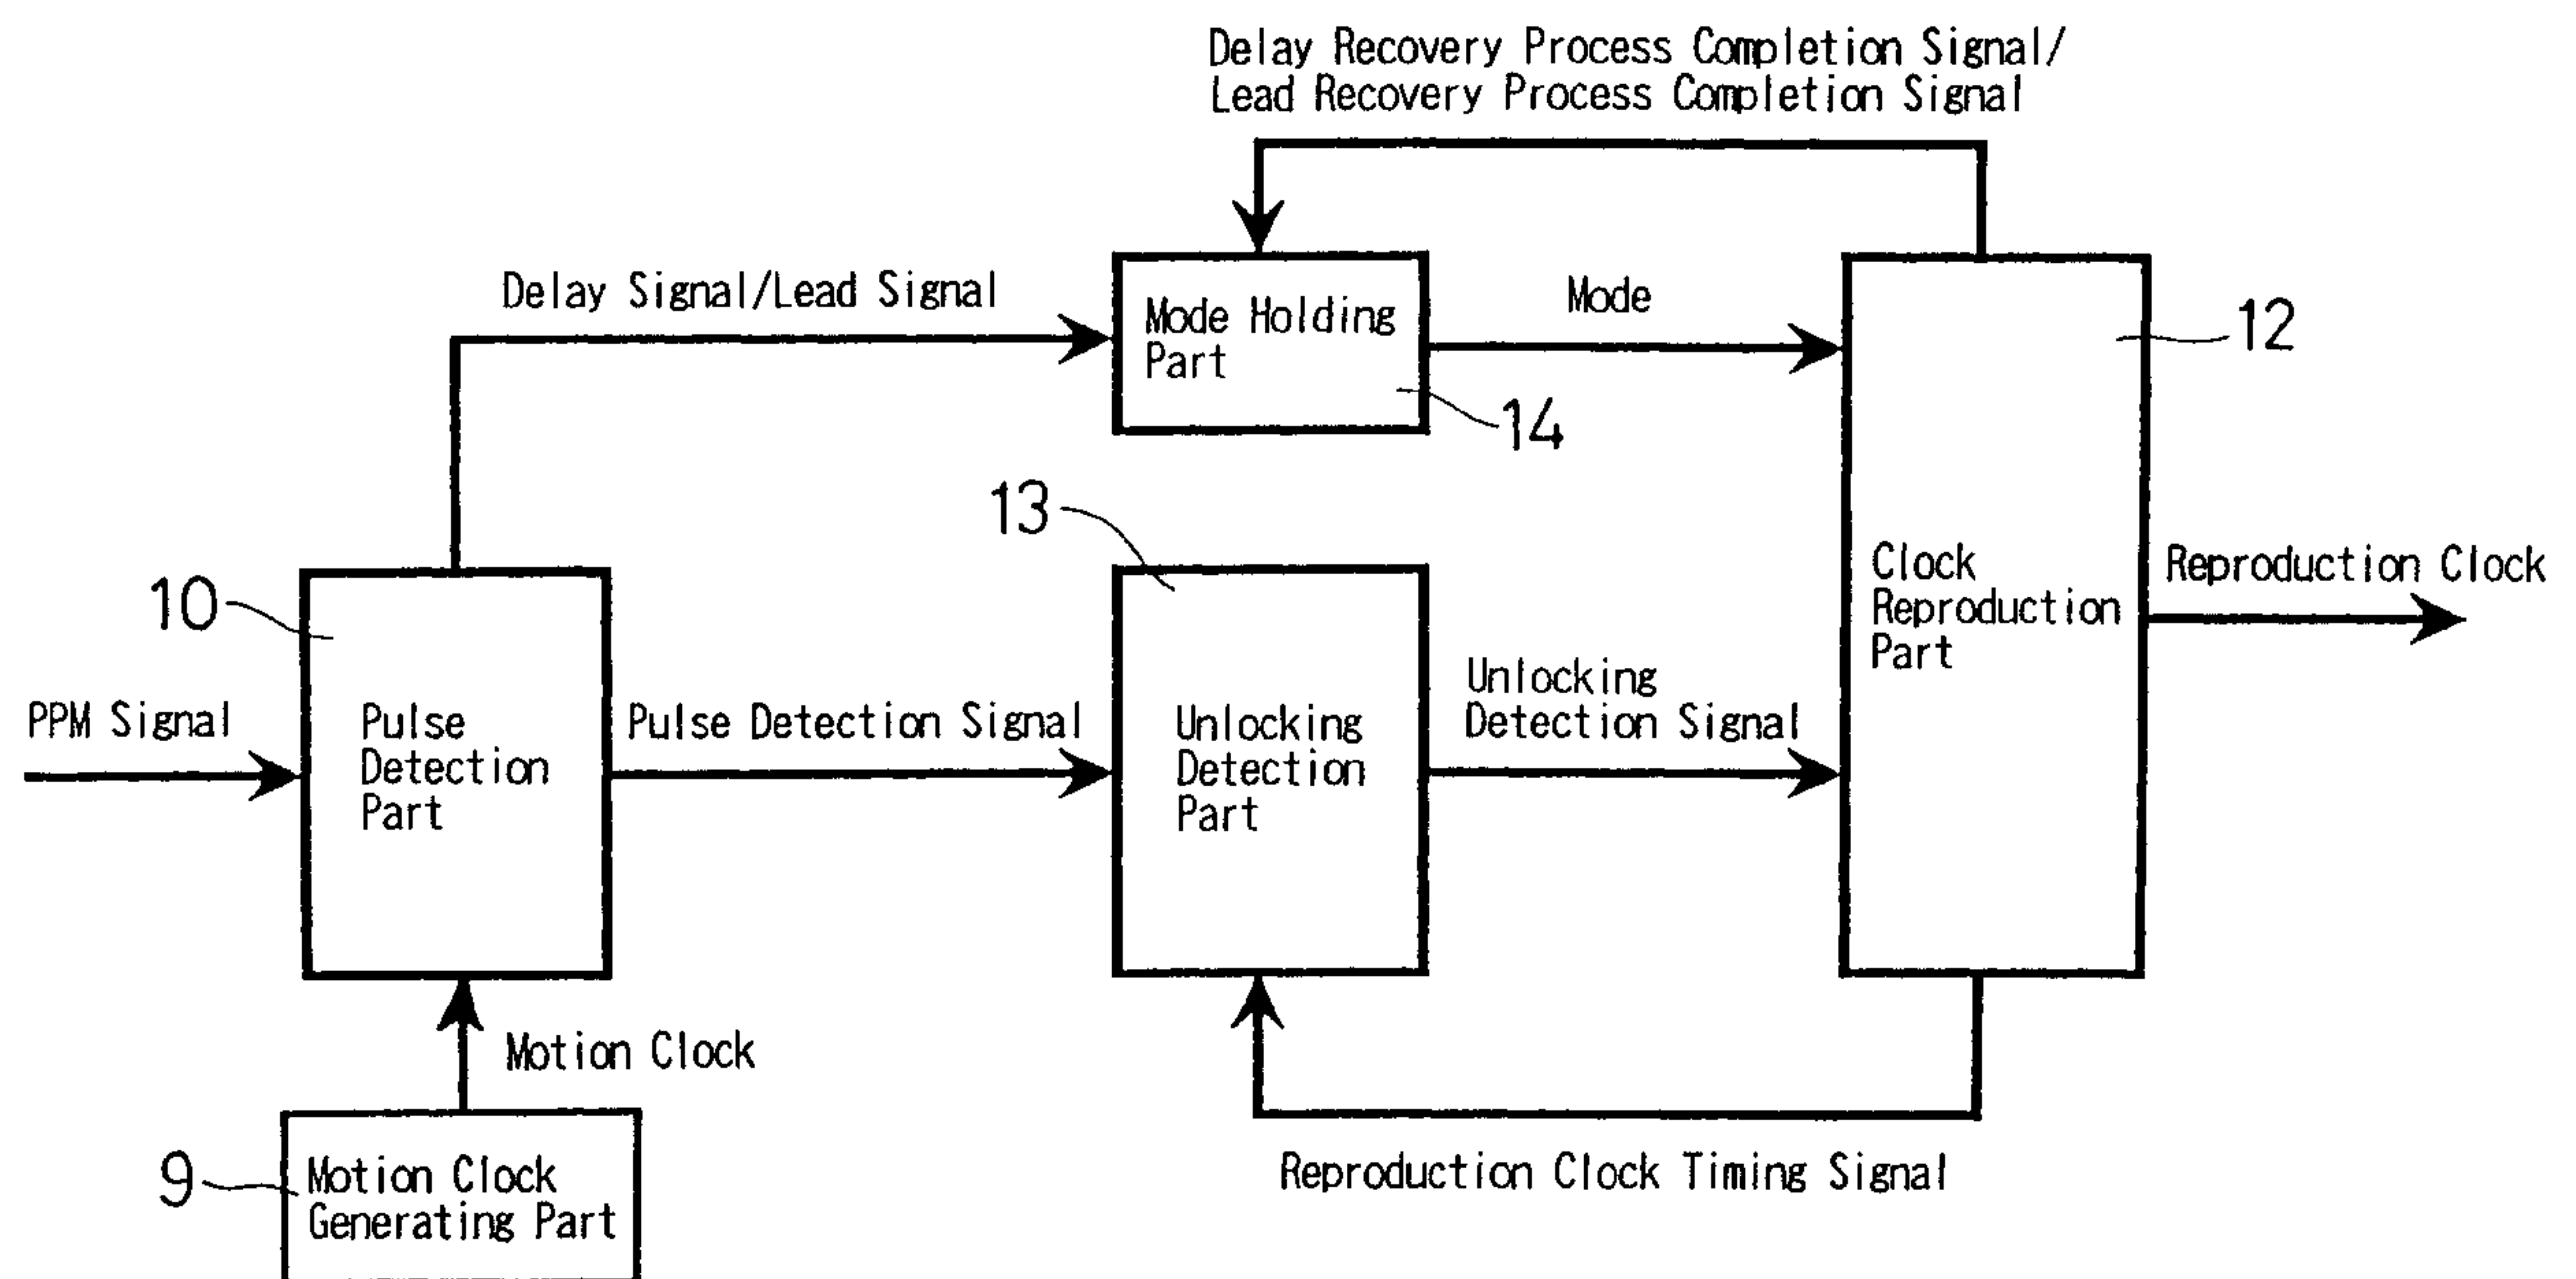 Delay Recovery Process Completion Signal/
Lead Recovery Process Completion Signal
Delay Signal/Lead Signal
Mode Holding
Part
Mode
12
14
13
10
Clock
Reproduction
Part
Reproduction Clock
PPM Signal
Pulse
Detection
Part
Pulse Detection Signal
Unlocking
Detection
Part
Unlocking
Detection Signal
Motion Clock
9
Motion Clock
Generating Part
Reproduction Clock Timing Signal